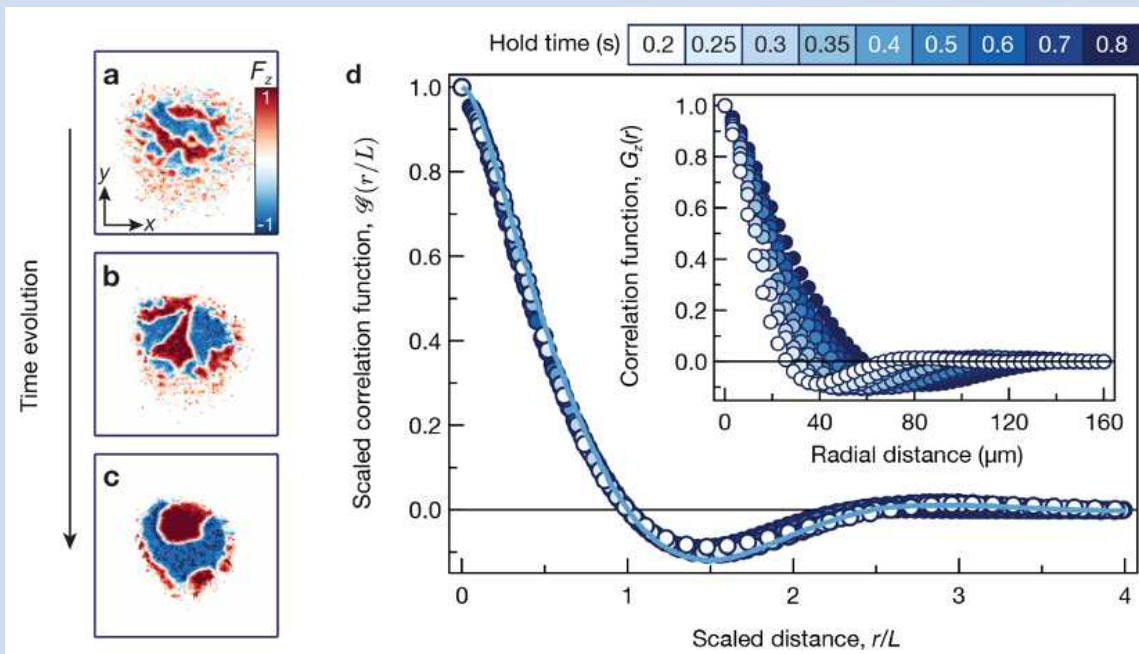 Hold time (s) 0.2 0.25 0.3 0.35 0.4 0.5 0.6 0.7 0.8
a
F_z
1
-1
y
x
b
c
Time evolution
d
1.0
0.8
0.6
0.4
0.2
0.0
Scaled correlation function, 𝒢(r/L)
0 1 2 3 4
Scaled distance, r/L
1.0
0.8
0.6
0.4
0.2
0.0
Correlation function, G_z(r)
0 40 80 120 160
Radial distance (µm)